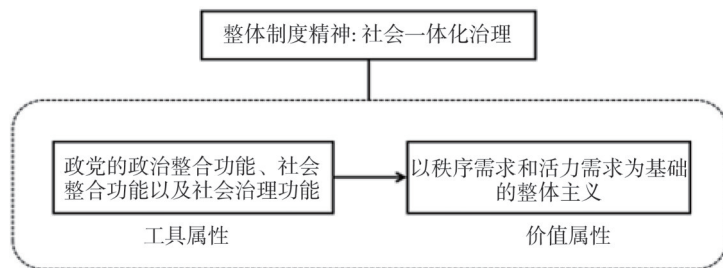 整体制度精神：社会一体化治理
政党的政治整合功能、社会
整合功能以及社会治理功能
以秩序需求和活力需求为基础
的整体主义
工具属性
价值属性